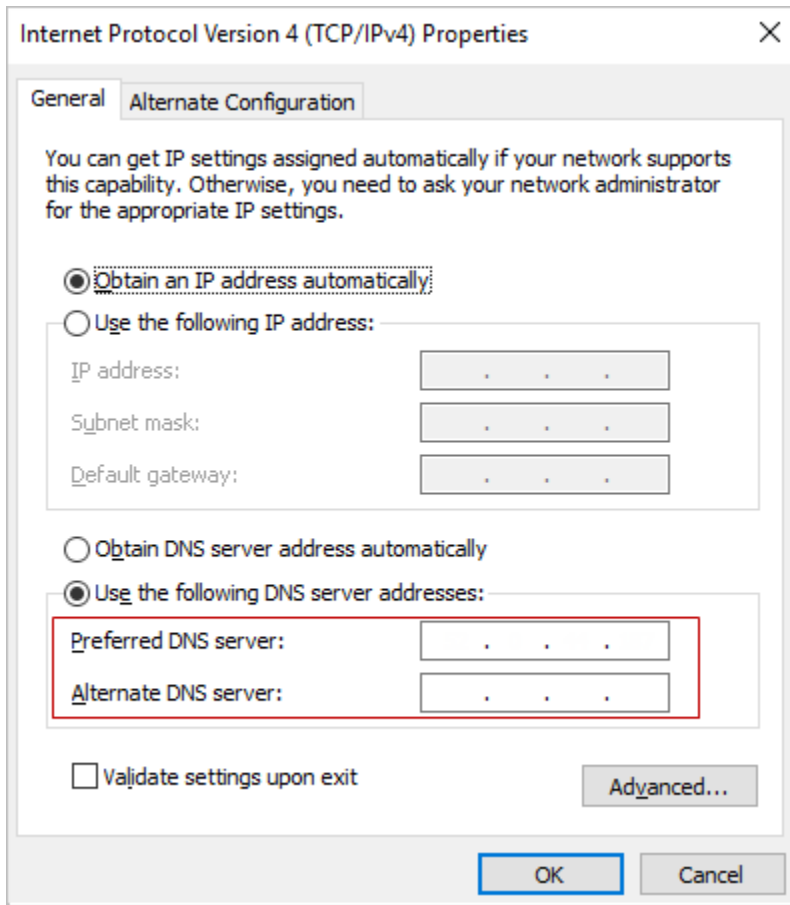 Internet Protocol Version 4 (TCP/IPv4) Properties
General
Alternate Configuration
You can get IP settings assigned automatically if your network supports
this capability. Otherwise, you need to ask your network administrator
for the appropriate IP settings.
Obtain an IP address automatically
Use the following IP address:
IP address:
. . .
Subnet mask:
. . .
Default gateway:
. . .
Obtain DNS server address automatically
Use the following DNS server addresses:
Preferred DNS server:
. . .
Alternate DNS server:
. . .
Validate settings upon exit
Advanced...
OK
Cancel